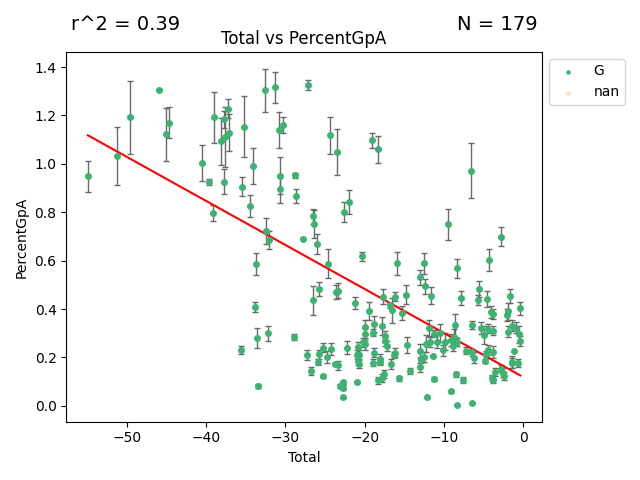 r^2 = 0.39
N = 179
Total vs PercentGpA
G
nan
PercentGpA
1.4
1.2
1.0
0.8
0.6
0.4
0.2
0.0
−50 −40 −30 −20 −10 0
Total